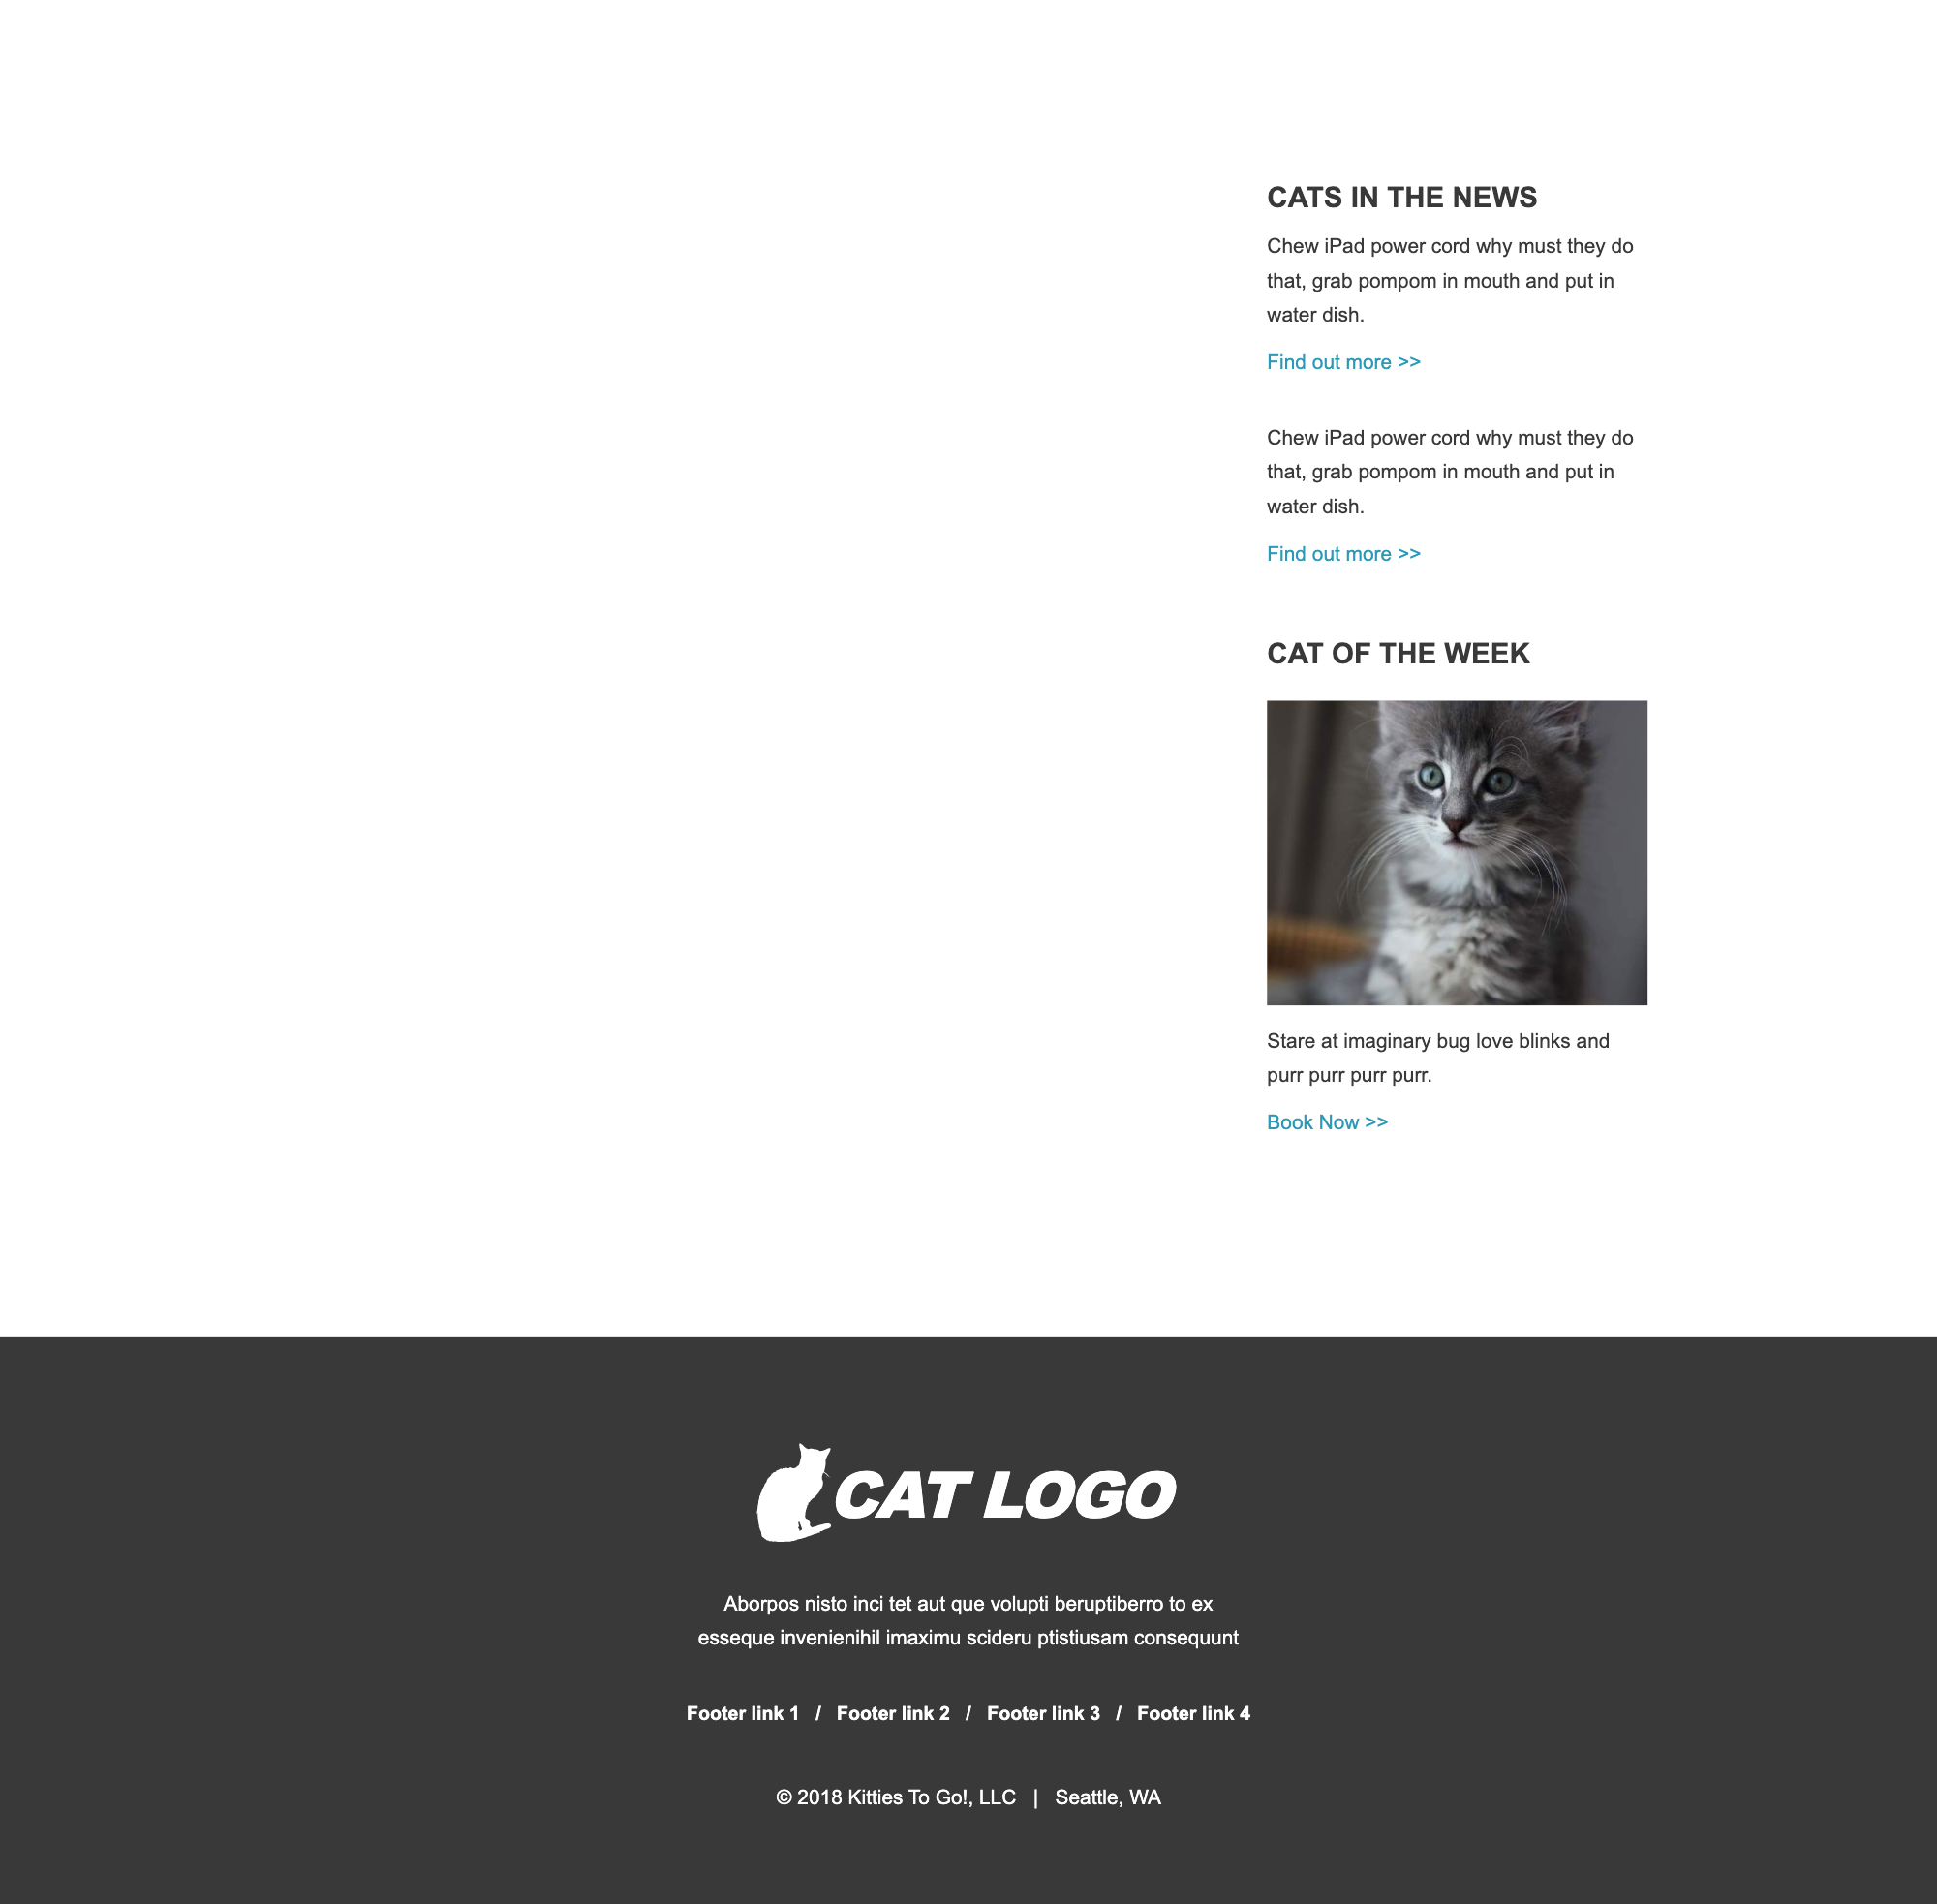 CATS IN THE NEWS
Chew iPad power cord why must they do
that, grab pompom in mouth and put in
water dish.
Find out more >>
Chew iPad power cord why must they do
that, grab pompom in mouth and put in
water dish.
Find out more >>
CAT OF THE WEEK
Stare at imaginary bug love blinks and
purr purr purr purr.
Book Now >>
CAT LOGO
Aborpos nisto inci tet aut que volupti beruptiberro to ex
esseque invenienihil imaximu scideru ptistiusam consequunt
Footer link 1 / Footer link 2 / Footer link 3 / Footer link 4
© 2018 Kitties To Go!, LLC | Seattle, WA